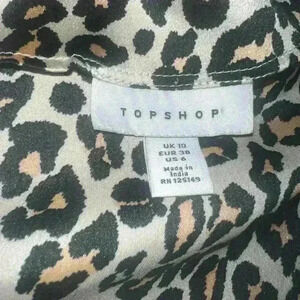 TOPSHOP
UK 10
EUR 38
US 6
Made in
India
RN 125149